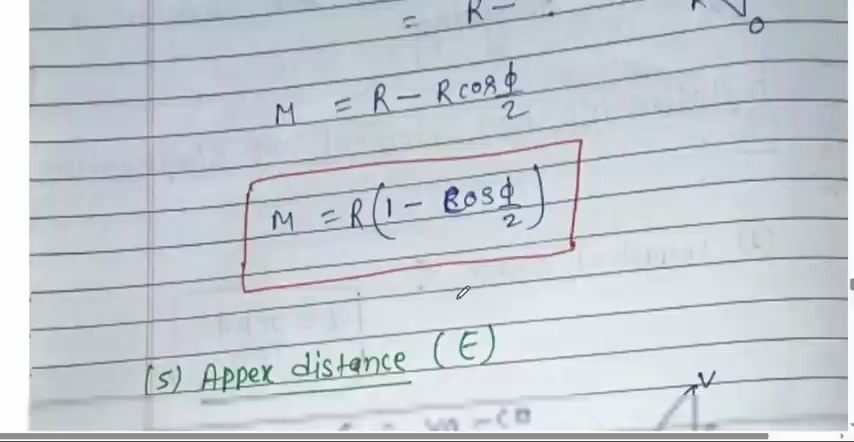 = R -
O
M = R - R cos ϕ/2
M = R (1 - cos ϕ/2)
(5) Appex distance (E)
V